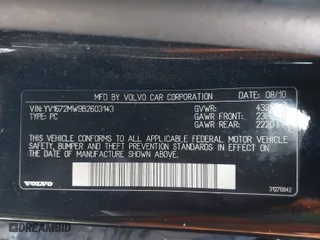 MFD BY VOLVO CAR CORPORATION DATE: 08/10
VIN: YV1672MW9B2603143 GVWR:
TYPE: PC GAWR FRONT:
GAWR REAR:
THIS VEHICLE CONFORMS TO ALL APPLICABLE FEDERAL MOTOR VEHICLE
SAFETY, BUMPER AND THEFT PREVENTION STANDARDS IN EFFECT ON
THE DATE OF MANUFACTURE SHOWN ABOVE.
VOLVO
31276842
DREAMBID